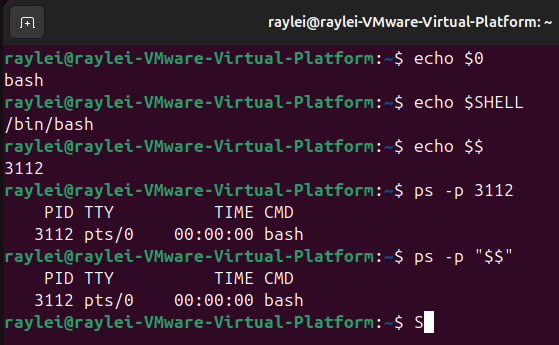 raylei@raylei-VMware-Virtual-Platform: ~
raylei@raylei-VMware-Virtual-Platform:~$ echo $0
bash
raylei@raylei-VMware-Virtual-Platform:~$ echo $SHELL
/bin/bash
raylei@raylei-VMware-Virtual-Platform:~$ echo $$
3112
raylei@raylei-VMware-Virtual-Platform:~$ ps -p 3112
    PID TTY          TIME CMD
   3112 pts/0    00:00:00 bash
raylei@raylei-VMware-Virtual-Platform:~$ ps -p "$$"
    PID TTY          TIME CMD
   3112 pts/0    00:00:00 bash
raylei@raylei-VMware-Virtual-Platform:~$ S